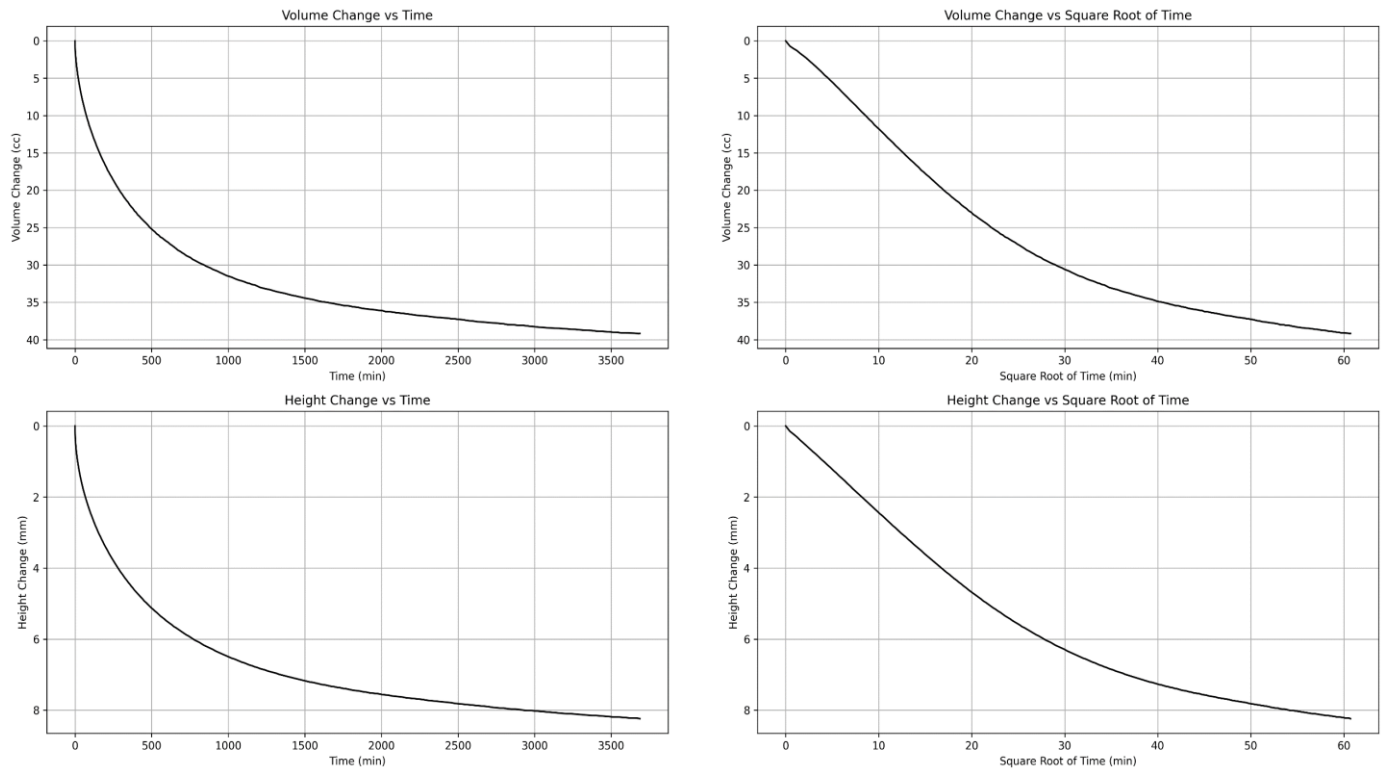 Volume Change vs Time
0
5
10
15
20
25
30
35
40
Volume Change (cc)
0 500 1000 1500 2000 2500 3000 3500
Time (min)
Volume Change vs Square Root of Time
0
5
10
15
20
25
30
35
40
Volume Change (cc)
0 10 20 30 40 50 60
Square Root of Time (min)
Height Change vs Time
0
2
4
6
8
Height Change (mm)
0 500 1000 1500 2000 2500 3000 3500
Time (min)
Height Change vs Square Root of Time
0
2
4
6
8
Height Change (mm)
0 10 20 30 40 50 60
Square Root of Time (min)